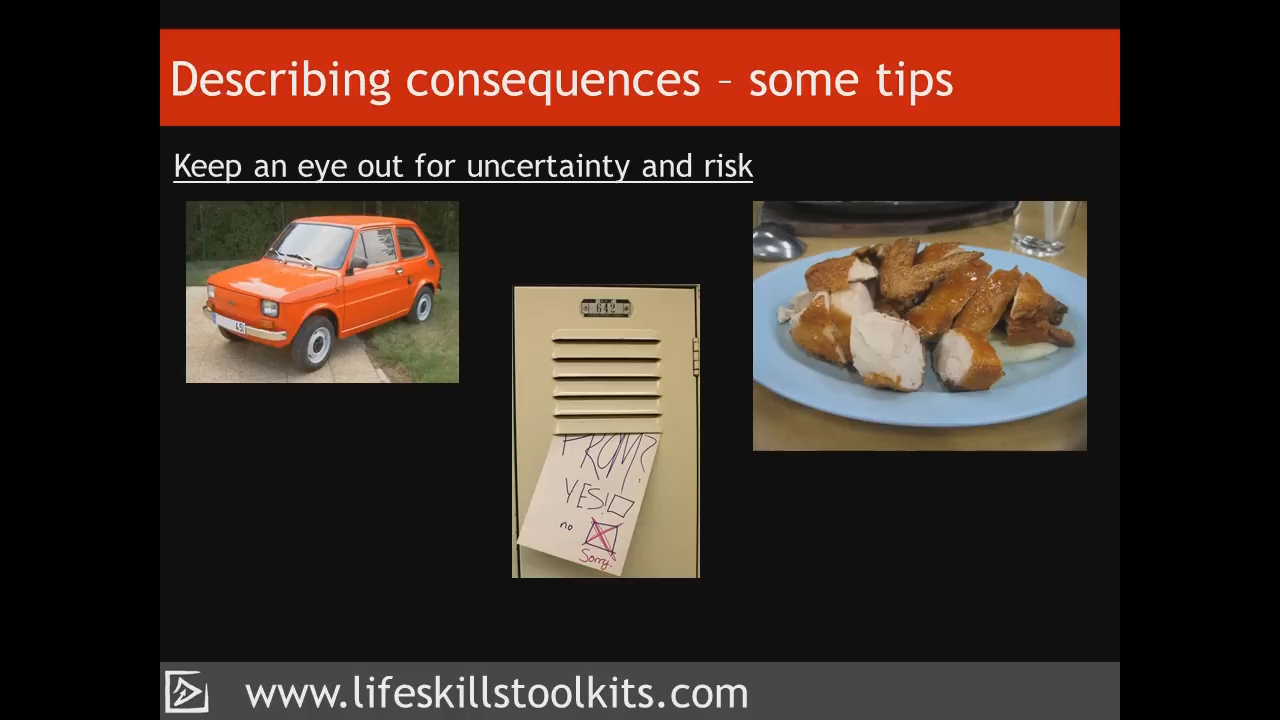 Describing consequences – some tips
Keep an eye out for uncertainty and risk
45
642
PROM?
YES!
no
Sorry.
www.lifeskillstoolkits.com